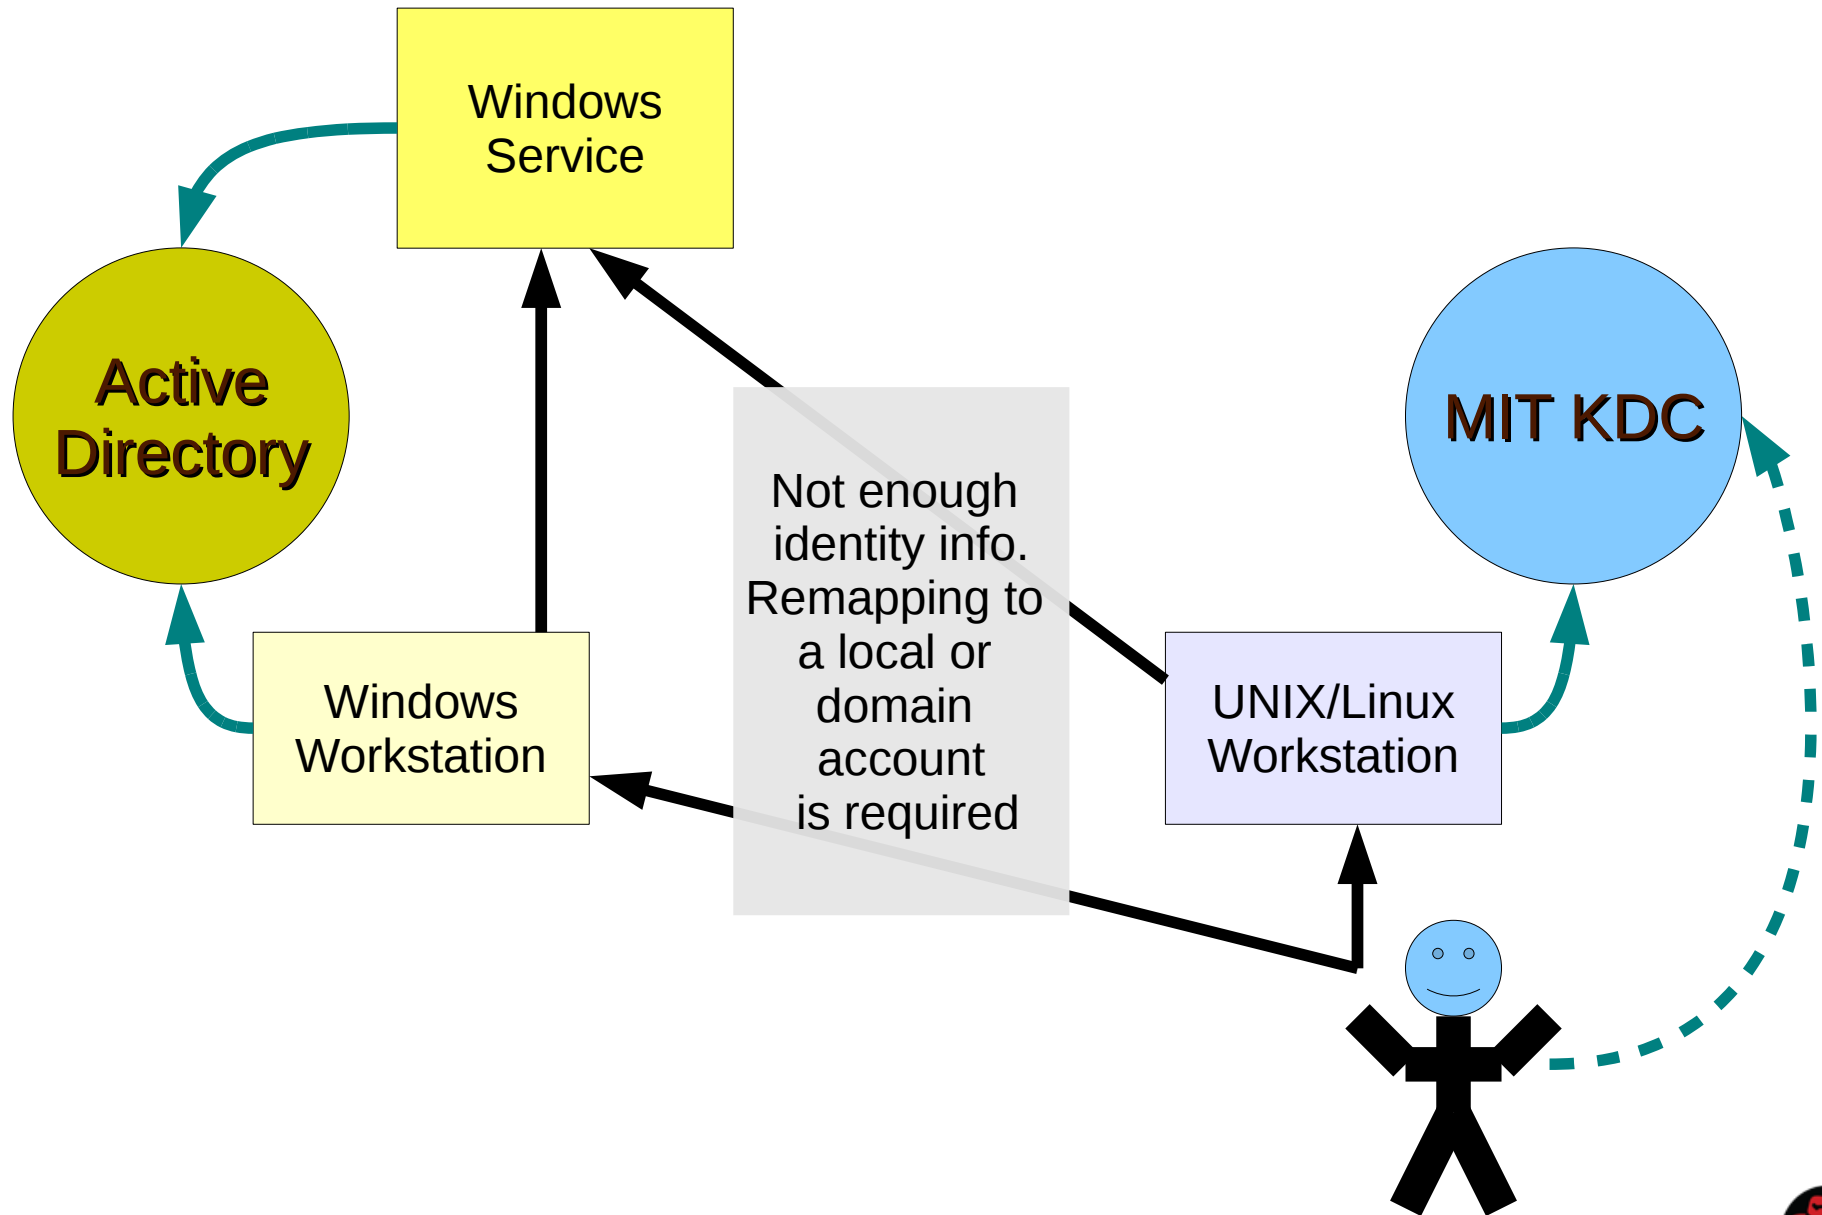 Windows
Service
Active
Directory
MIT KDC
Not enough
identity info.
Remapping to
a local or
domain
account
is required
Windows
Workstation
UNIX/Linux
Workstation